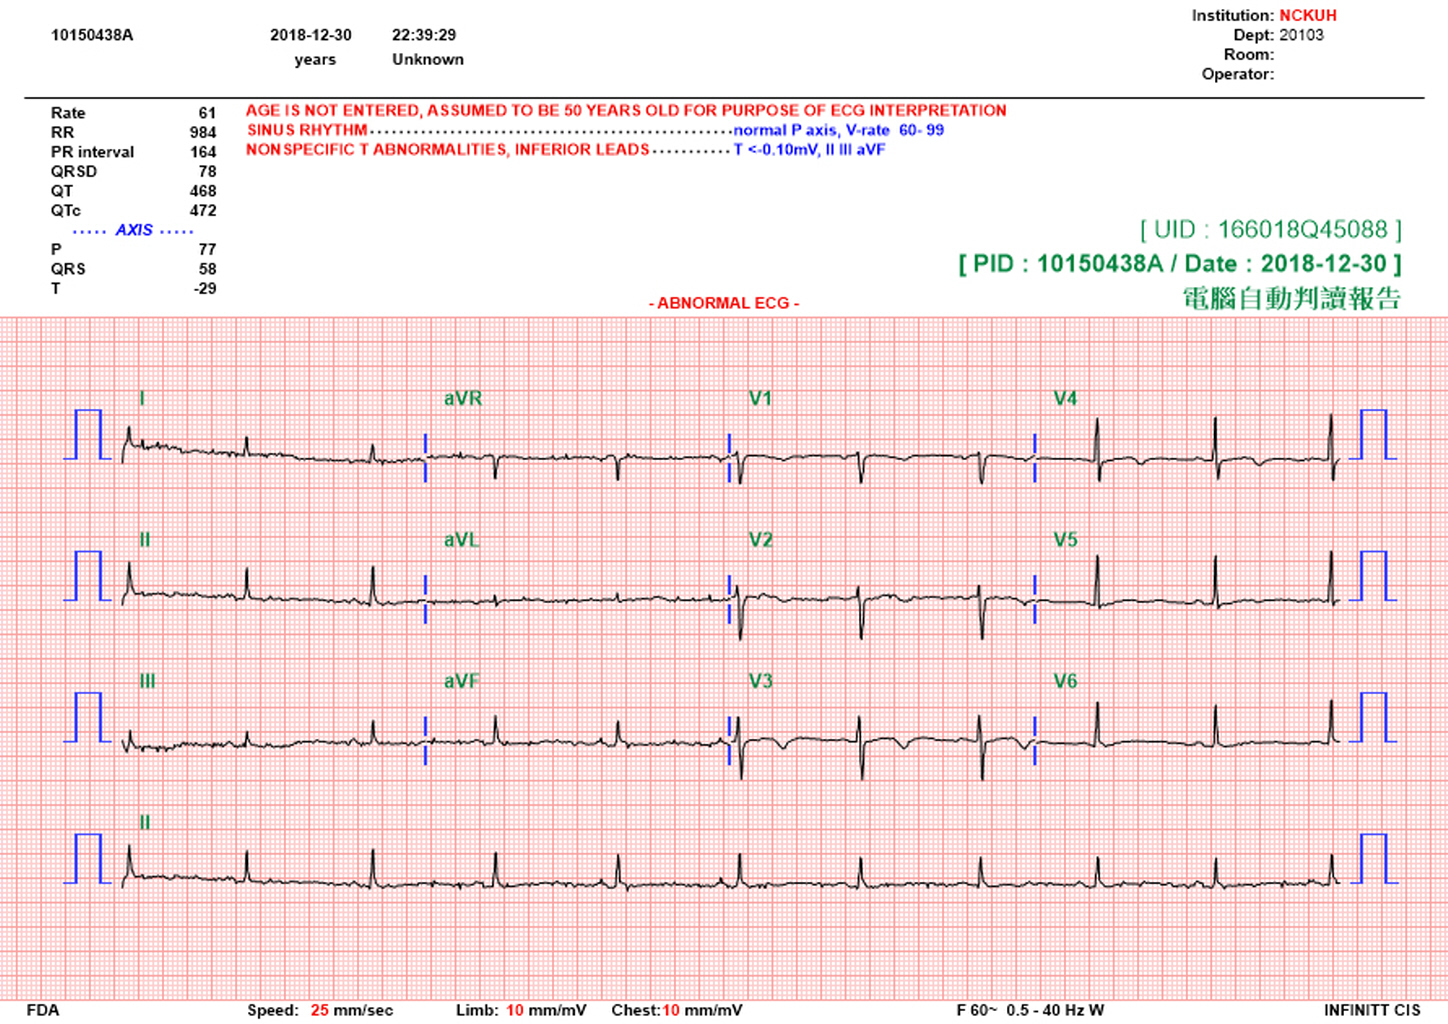 Institution: NCKUH
10150438A 2018-12-30 22:39:29 Dept: 20103
Room:
years Unknown
Operator:
Rate 61 AGE IS NOT ENTERED, ASSUMED TO BE 50 YEARS OLD FOR PURPOSE OF ECG INTERPRETATION
RR 984 SINUS RHYTHM..........................................normal P axis, V-rate 60- 99
PR interval 164 NONSPECIFIC T ABNORMALITIES, INFERIOR LEADS...........T <-0.10mV, II III aVF
QRSD 78
QT 468
QTc 472
..... AXIS .....
[ UID : 166018Q45088 ]
P 77
[ PID : 10150438A / Date : 2018-12-30 ]
QRS 58
T -29
電腦自動判讀報告
- ABNORMAL ECG -
I aVR V1 V4
II aVL V2 V5
III aVF V3 V6
II
FDA Speed: 25 mm/sec Limb: 10 mm/mV Chest:10 mm/mV F 60~ 0.5 - 40 Hz W INFINITT CIS